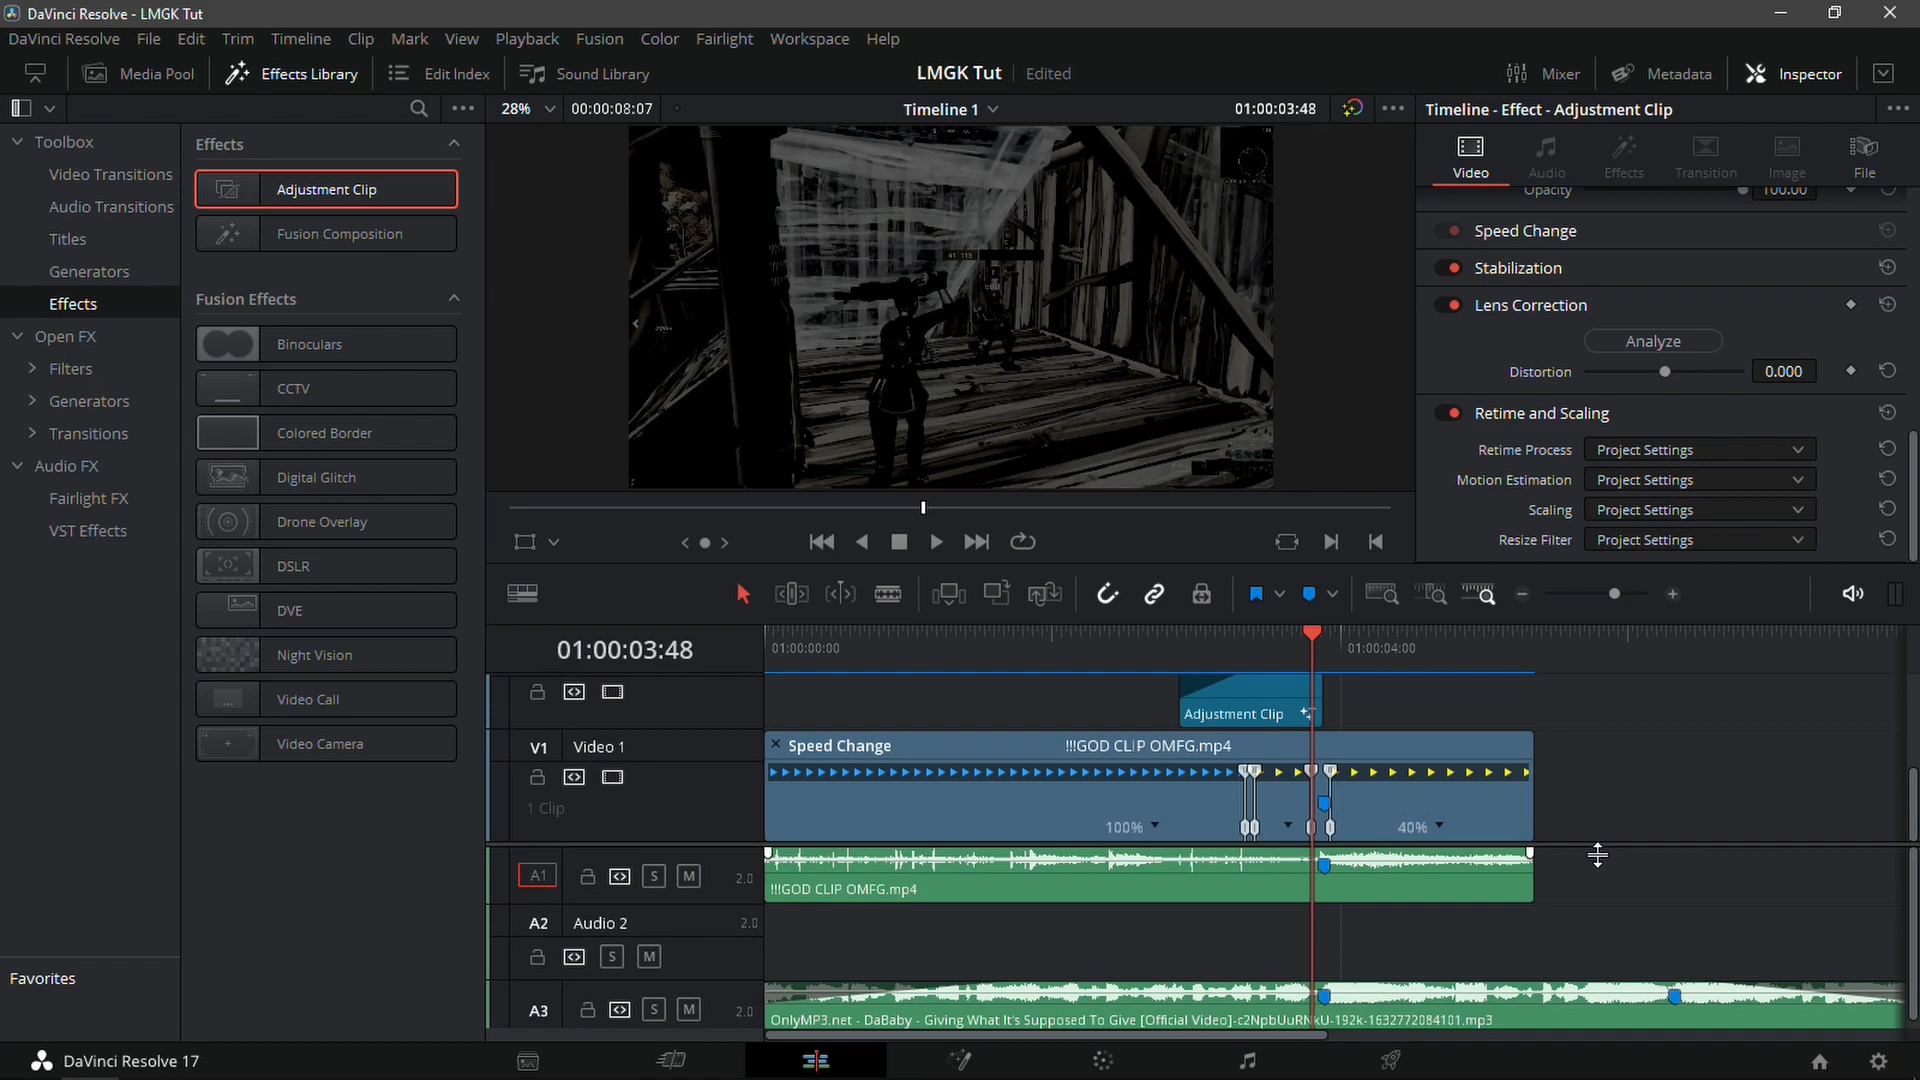 DaVinci Resolve - LMGK Tut
DaVinci Resolve File Edit Trim Timeline Clip Mark View Playback Fusion Color Fairlight Workspace Help
Media Pool Effects Library Edit Index Sound Library LMGK Tut Edited Mixer Metadata Inspector
28% 00:00:08:07 Timeline 1 01:00:03:48 Timeline - Effect - Adjustment Clip
Toolbox
Video Transitions
Audio Transitions
Titles
Generators
Effects
Open FX
Filters
Generators
Transitions
Audio FX
Fairlight FX
VST Effects
Favorites
Effects
Adjustment Clip
Fusion Composition
Fusion Effects
Binoculars
CCTV
Colored Border
Digital Glitch
Drone Overlay
DSLR
DVE
Night Vision
Video Call
Video Camera
41 119
Video Audio Effects Transition Image File
Opacity 100.00
Speed Change
Stabilization
Lens Correction
Analyze
Distortion 0.000
Retime and Scaling
Retime Process Project Settings
Motion Estimation Project Settings
Scaling Project Settings
Resize Filter Project Settings
01:00:03:48 01:00:00:00 01:00:04:00
Adjustment Clip
V1 Video 1 Speed Change !!!GOD CLIP OMFG.mp4
1 Clip
100% 40%
A1 S M 2.0
!!!GOD CLIP OMFG.mp4
A2 Audio 2 2.0
S M
A3 S M 2.0
OnlyMP3.net - DaBaby - Giving What It's Supposed To Give [Official Video]-c2NpbUuRNkU-192k-1632772084101.mp3
DaVinci Resolve 17